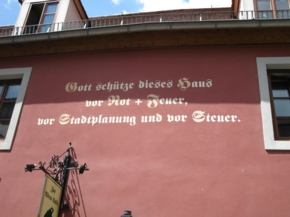 Gott schütze dieses Haus
vor Not + Feuer,
vor Stadtplanung und vor Steuer.